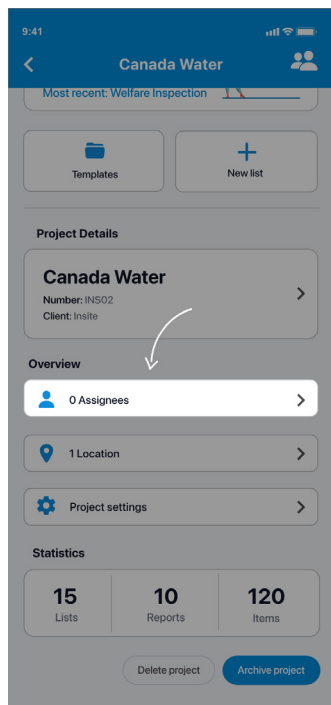 9:41
Canada Water
Most recent: Welfare Inspection
Templates
New list
Project Details
Canada Water
Number: INS02
Client: Insite
Overview
0 Assignees
1 Location
Project settings
Statistics
15 10 120
Lists Reports Items
Delete project Archive project